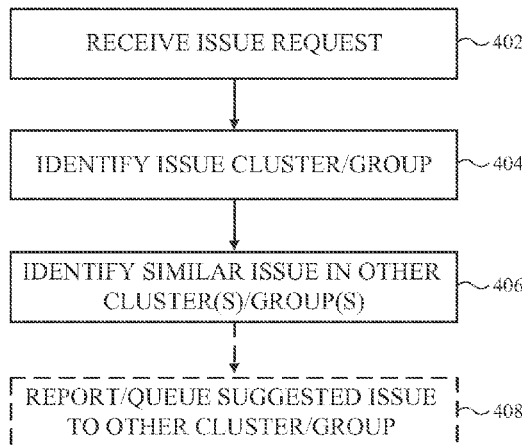 RECEIVE ISSUE REQUEST
402
IDENTIFY ISSUE CLUSTER/GROUP
404
IDENTIFY SIMILAR ISSUE IN OTHER
CLUSTER(S)/GROUP(S)
406
REPORT/QUEUE SUGGESTED ISSUE
TO OTHER CLUSTER/GROUP
408